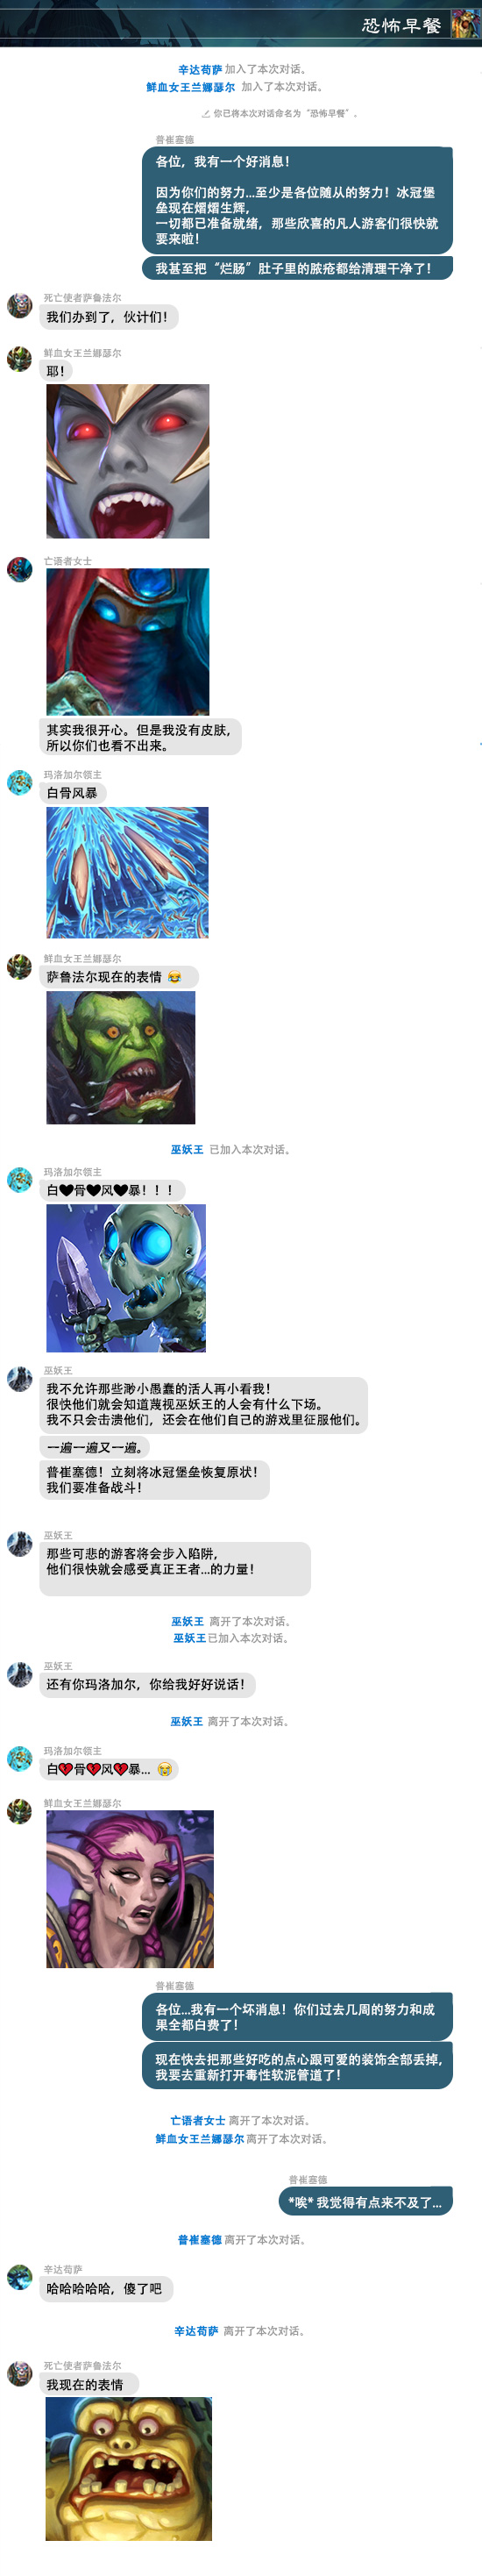 恐怖早餐
辛达苟萨 加入了本次对话。
鲜血女王兰娜瑟尔 加入了本次对话。
你已将本次对话命名为“恐怖早餐”。
普崔塞德
各位，我有一个好消息！
因为你们的努力...至少是各位随从的努力！冰冠堡
垒现在熠熠生辉，
一切都已准备就绪，那些欣喜的凡人游客们很快就
要来啦！
我甚至把“烂肠”肚子里的脓疮都给清理干净了！
死亡使者萨鲁法尔
我们办到了，伙计们！
鲜血女王兰娜瑟尔
耶！
亡语者女士
其实我很开心。但是我没有皮肤，
所以你们也看不出来。
玛洛加尔领主
白骨风暴
鲜血女王兰娜瑟尔
萨鲁法尔现在的表情 😂
巫妖王 已加入本次对话。
玛洛加尔领主
白🖤骨🖤风🖤暴！！！
巫妖王
我不允许那些渺小愚蠢的活人再小看我！
很快他们就会知道蔑视巫妖王的人会有什么下场。
我不只会击溃他们，还会在他们自己的游戏里征服他们。
一遍一遍又一遍。
普崔塞德！立刻将冰冠堡垒恢复原状！
我们要准备战斗！
巫妖王
那些可悲的游客将会步入陷阱，
他们很快就会感受真正王者...的力量！
巫妖王 离开了本次对话。
巫妖王已加入本次对话。
巫妖王
还有你玛洛加尔，你给我好好说话！
巫妖王 离开了本次对话。
玛洛加尔领主
白💔骨💔风💔暴... 😭
鲜血女王兰娜瑟尔
普崔塞德
各位...我有一个坏消息！你们过去几周的努力和成
果全都白费了！
现在快去把那些好吃的点心跟可爱的装饰全部丢掉，
我要去重新打开毒性软泥管道了！
亡语者女士 离开了本次对话。
鲜血女王兰娜瑟尔 离开了本次对话。
普崔塞德
*唉* 我觉得有点来不及了...
普崔塞德 离开了本次对话。
辛达苟萨
哈哈哈哈哈，傻了吧
辛达苟萨 离开了本次对话。
死亡使者萨鲁法尔
我现在的表情